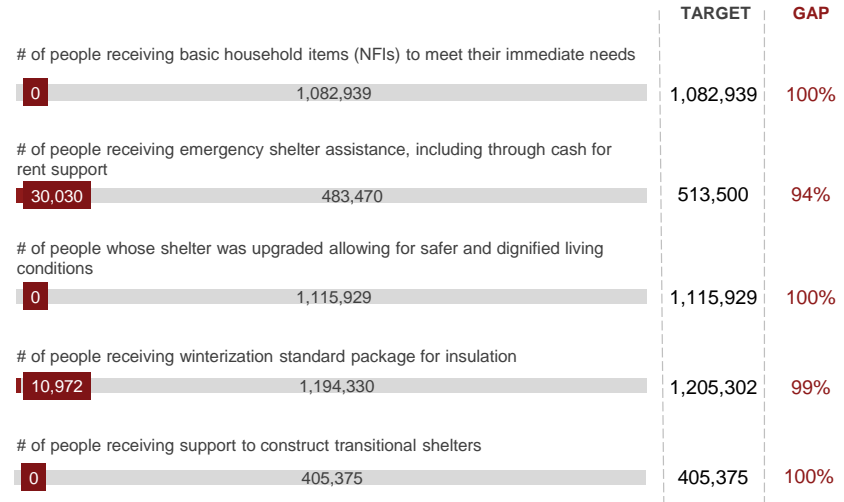 TARGET GAP
# of people receiving basic household items (NFIs) to meet their immediate needs
0 1,082,939 1,082,939 100%
# of people receiving emergency shelter assistance, including through cash for
rent support
30,030 483,470 513,500 94%
# of people whose shelter was upgraded allowing for safer and dignified living
conditions
0 1,115,929 1,115,929 100%
# of people receiving winterization standard package for insulation
10,972 1,194,330 1,205,302 99%
# of people receiving support to construct transitional shelters
0 405,375 405,375 100%